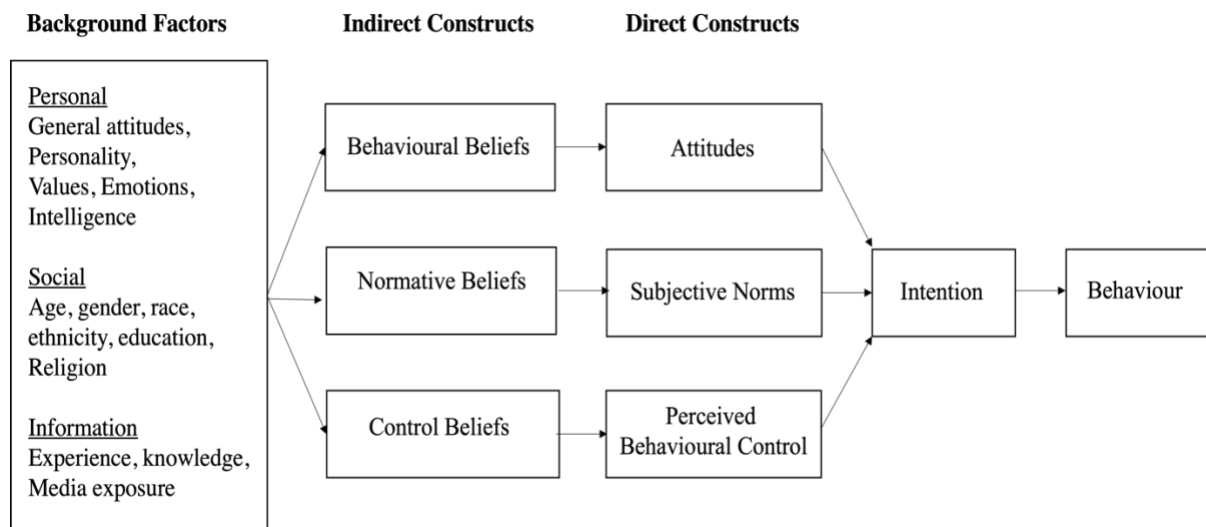 Background Factors
Indirect Constructs
Direct Constructs
Personal
General attitudes,
Personality,
Values, Emotions,
Intelligence
Social
Age, gender, race,
ethnicity, education,
Religion
Information
Experience, knowledge,
Media exposure
Behavioural Beliefs
Attitudes
Normative Beliefs
Subjective Norms
Intention
Behaviour
Control Beliefs
Perceived
Behavioural Control